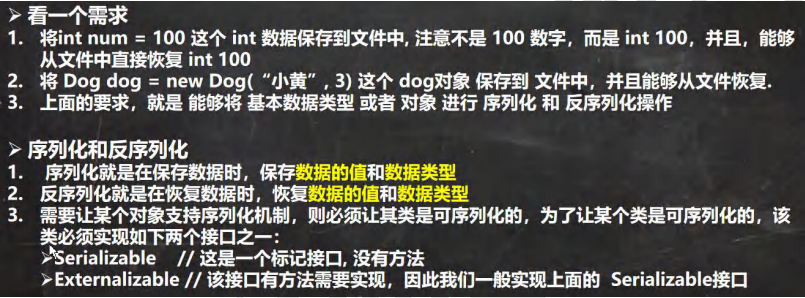 ➢ 看一个需求
1. 将int num = 100 这个 int 数据保存到文件中, 注意不是 100 数字，而是 int 100，并且，能够
从文件中直接恢复 int 100
2. 将 Dog dog = new Dog(“小黄”, 3) 这个 dog对象 保存到 文件中，并且能够从文件恢复.
3. 上面的要求，就是 能够将 基本数据类型 或者 对象 进行 序列化 和 反序列化操作
➢ 序列化和反序列化
1. 序列化就是在保存数据时，保存数据的值和数据类型
2. 反序列化就是在恢复数据时，恢复数据的值和数据类型
3. 需要让某个对象支持序列化机制，则必须让其类是可序列化的，为了让某个类是可序列化的，该
类必须实现如下两个接口之一：
➢Serializable // 这是一个标记接口, 没有方法
➢Externalizable // 该接口有方法需要实现，因此我们一般实现上面的 Serializable接口